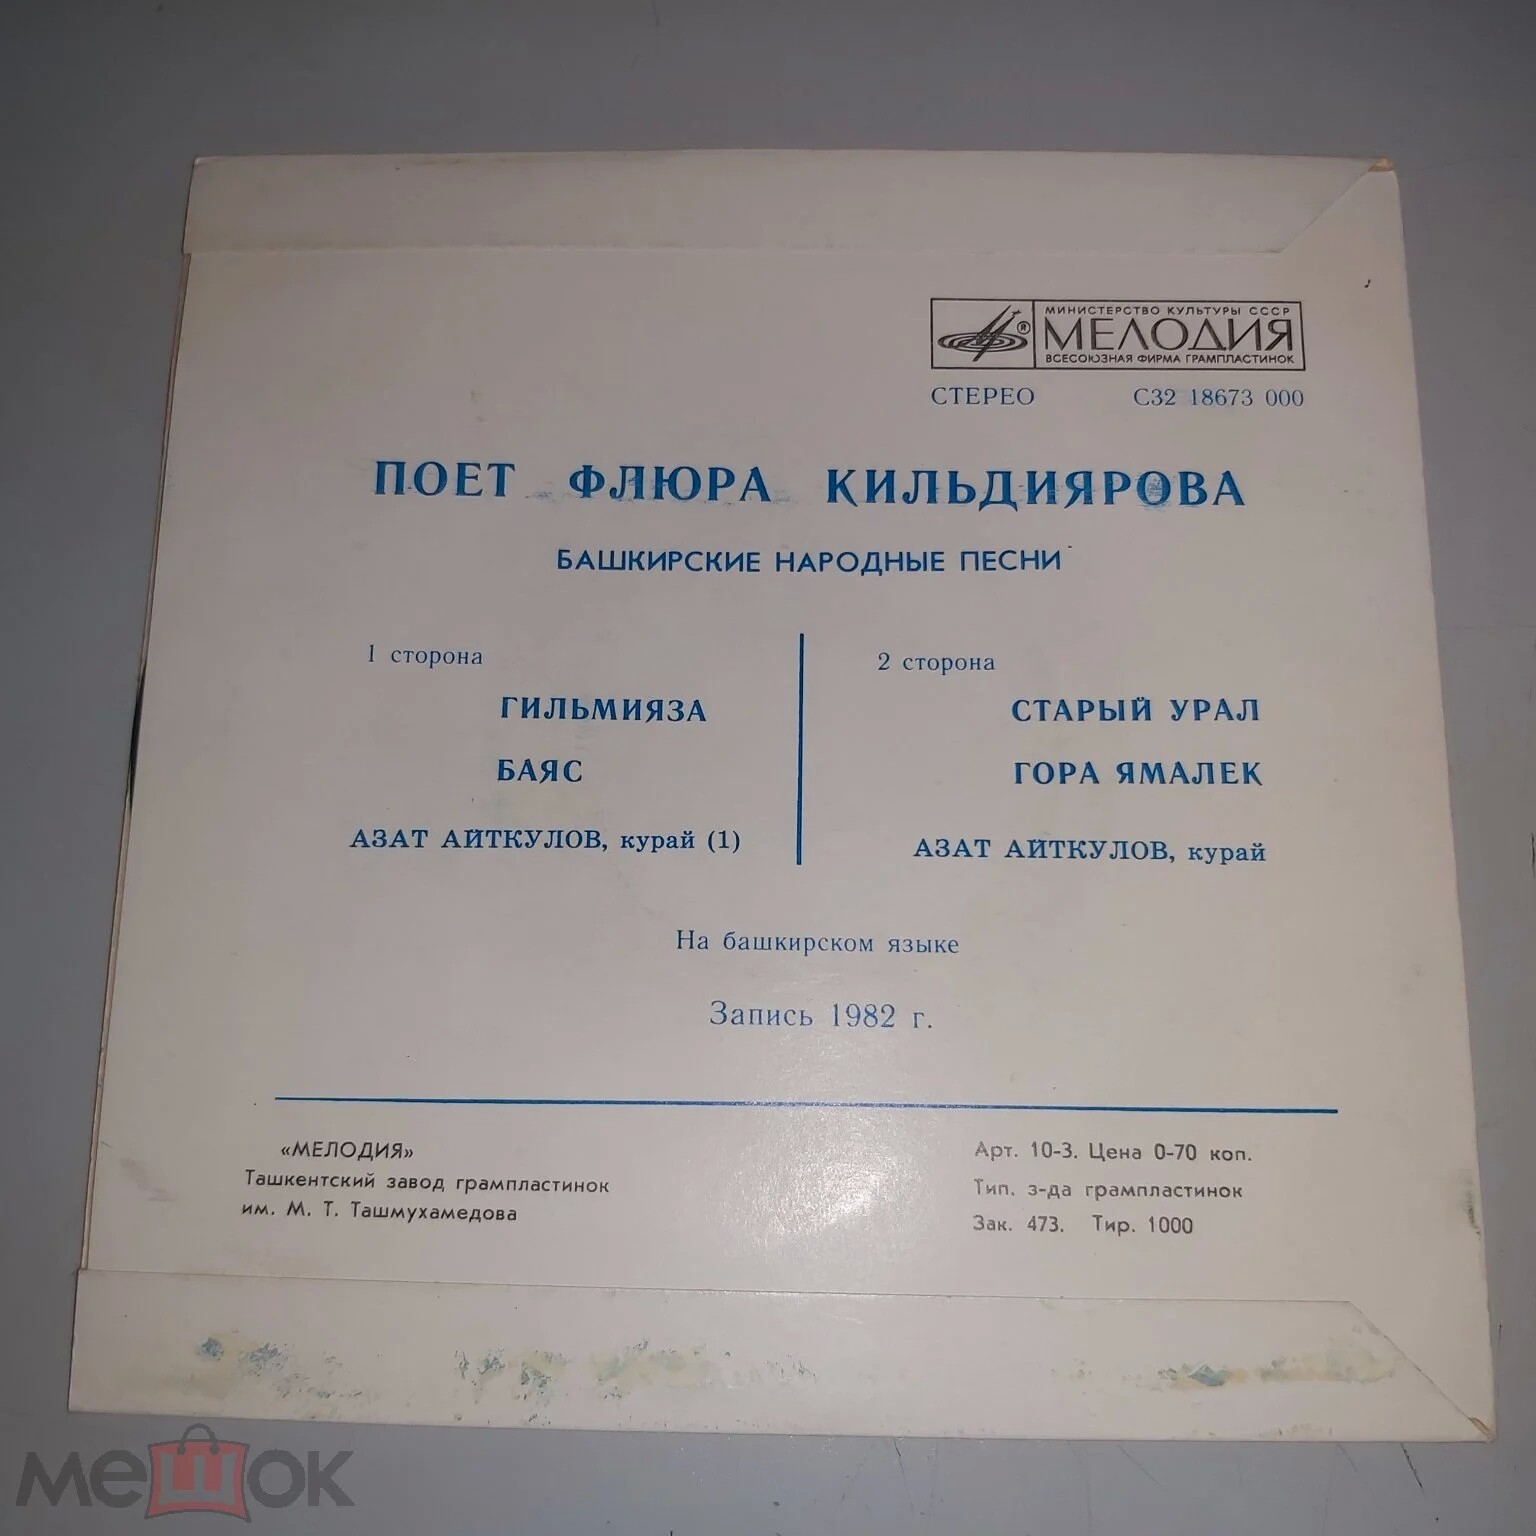 МИНИСТЕРСТВО КУЛЬТУРЫ СССР
® МЕЛОДИЯ
ВСЕСОЮЗНАЯ ФИРМА ГРАМПЛАСТИНОК
СТЕРЕО С32 18673 000
ПОЕТ ФЛЮРА КИЛЬДИЯРОВА
БАШКИРСКИЕ НАРОДНЫЕ ПЕСНИ
1 сторона
ГИЛЬМИЯЗА
БАЯС
АЗАТ АЙТКУЛОВ, курай (1)
2 сторона
СТАРЫЙ УРАЛ
ГОРА ЯМАЛЕК
АЗАТ АЙТКУЛОВ, курай
На башкирском языке
Запись 1982 г.
«МЕЛОДИЯ»
Ташкентский завод грампластинок
им. М. Т. Ташмухамедова
Арт. 10-3. Цена 0-70 коп.
Тип. з-да грампластинок
Зак. 473. Тир. 1000
мешок